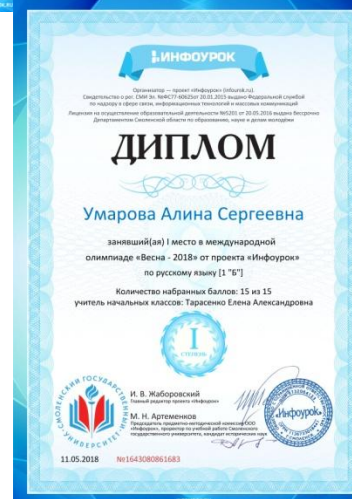 ИНФОУРОК
Организатор — проект «Инфоурок» (infourok.ru).
Свидетельство о рег. СМИ Эл. №ФС77-60625от 20.01.2015 выдано Федеральной службой
по надзору в сфере связи, информационных технологий и массовых коммуникаций
Лицензия на осуществление образовательной деятельности №5201 от 20.05.2016 выдана бессрочно
Департаментом Смоленской области по образованию, науке и делам молодёжи
ДИПЛОМ
Умарова Алина Сергеевна
занявший(ая) I место в международной
олимпиаде «Весна - 2018» от проекта «Инфоурок»
по русскому языку [1 "Б"]
Количество набранных баллов: 15 из 15
учитель начальных классов: Тарасенко Елена Александровна
I
СТЕПЕНЬ
СМОЛЕНСКИЙ ГОСУДАРСТВЕННЫЙ УНИВЕРСИТЕТ
И. В. Жаборовский
Главный редактор проекта «Инфоурок»
М. Н. Артеменков
Председатель предметно-методической комиссии ООО
«Инфоурок», проректор по учебной работе Смоленского
государственного университета, кандидат исторических наук
«Инфоурок»
11.05.2018
№1643080861683